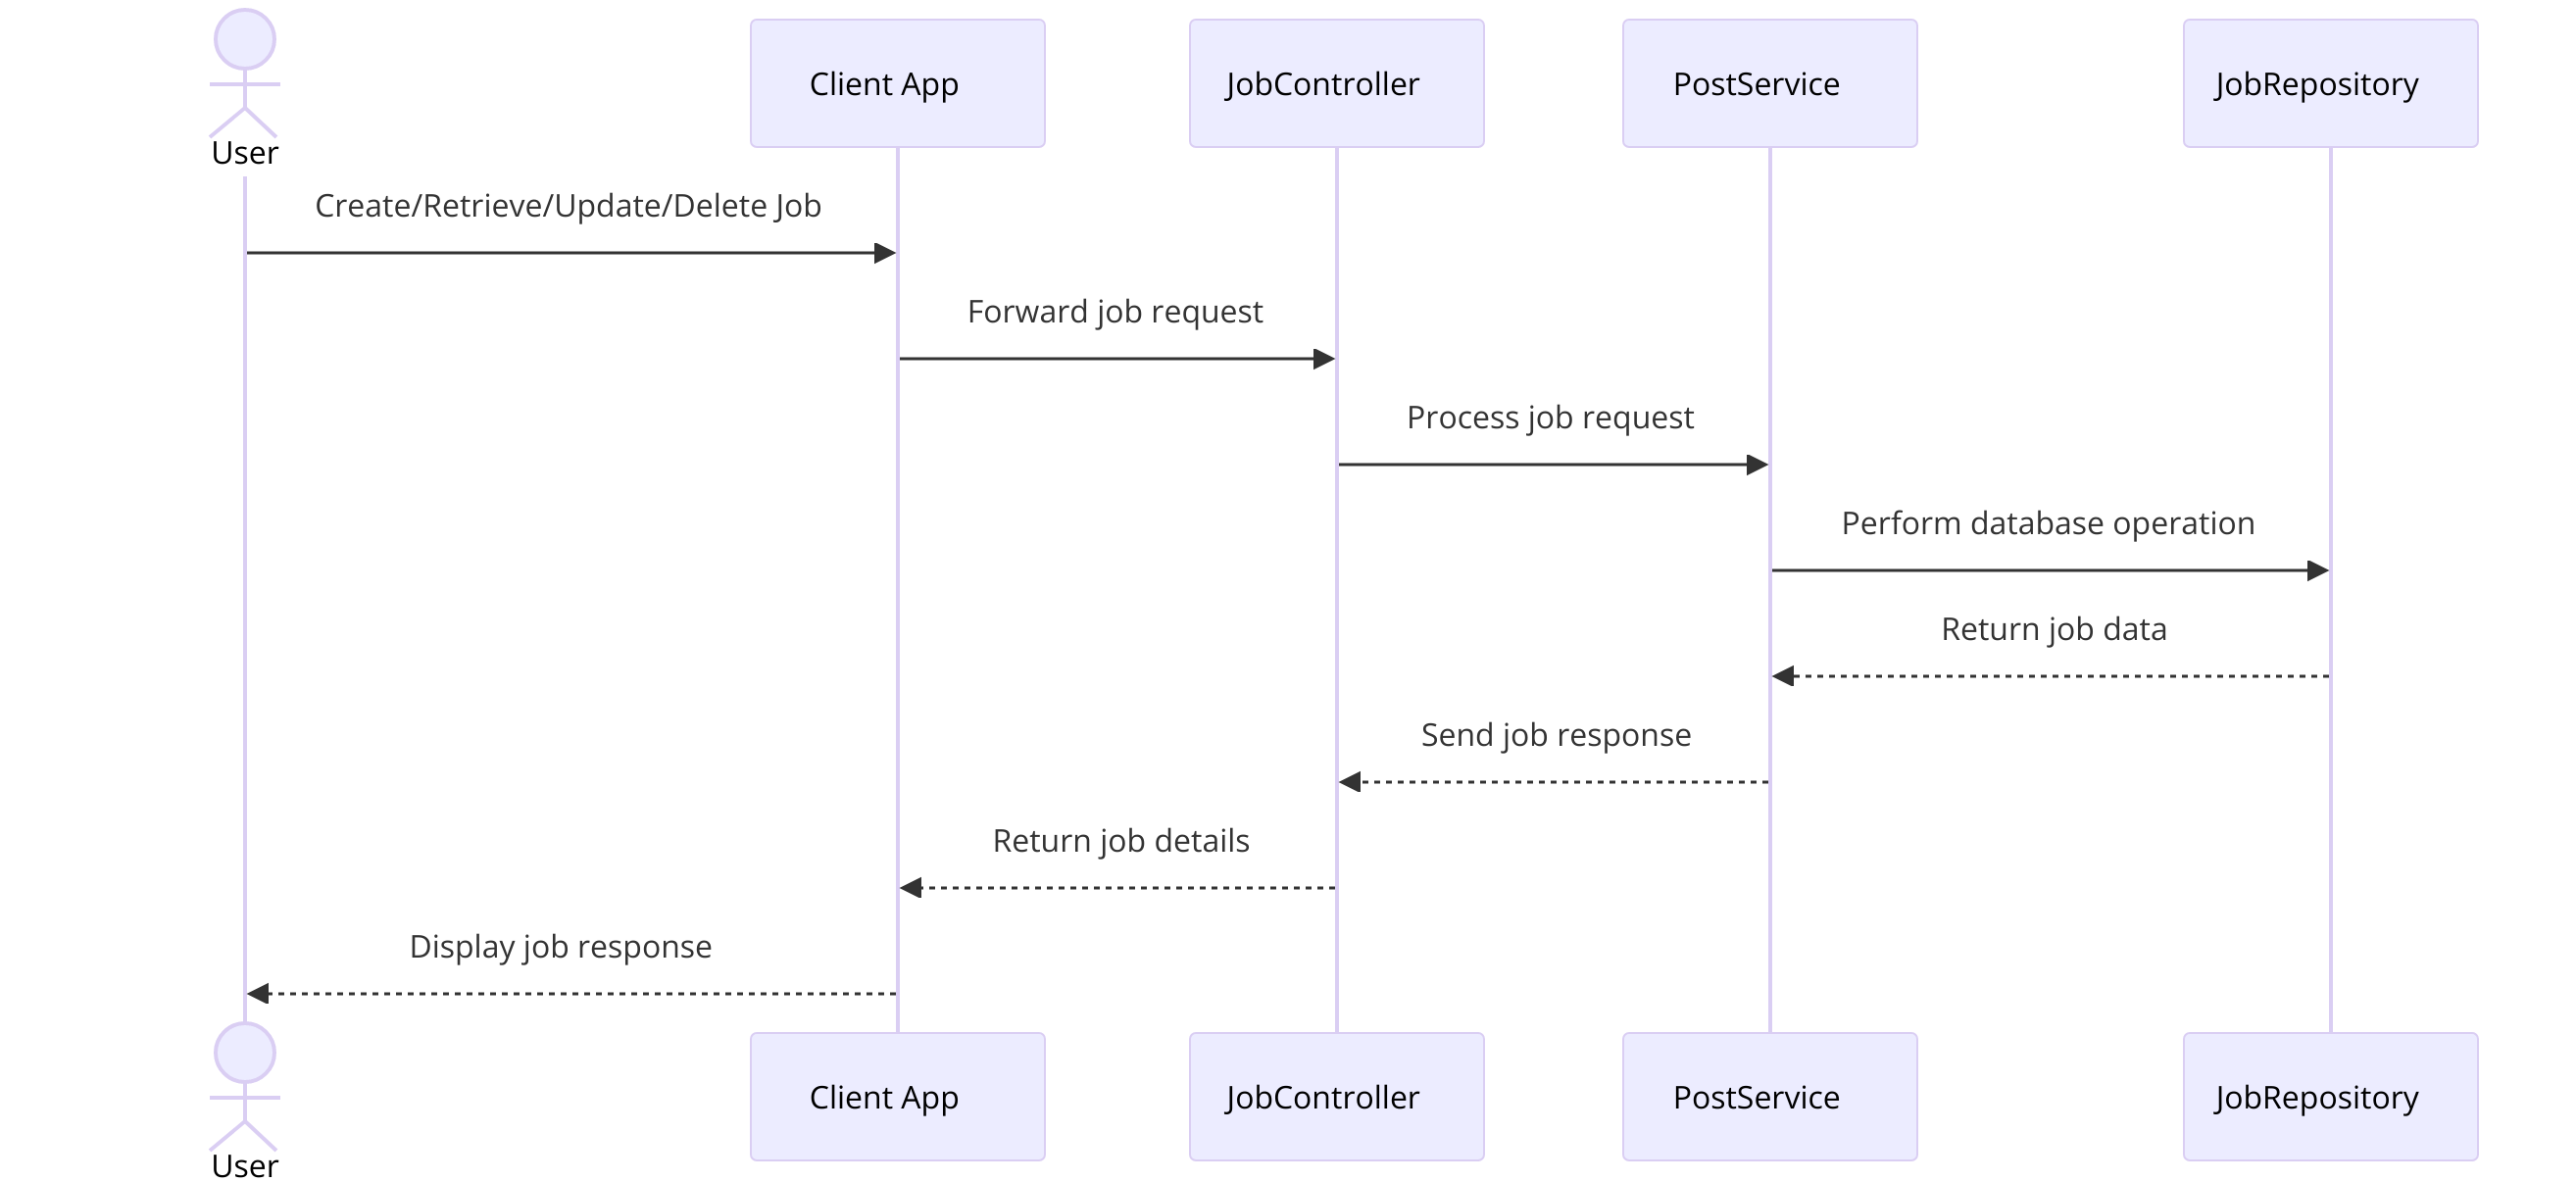 User
Client App
JobController
PostService
JobRepository
Create/Retrieve/Update/Delete Job
Forward job request
Process job request
Perform database operation
Return job data
Send job response
Return job details
Display job response
User
Client App
JobController
PostService
JobRepository